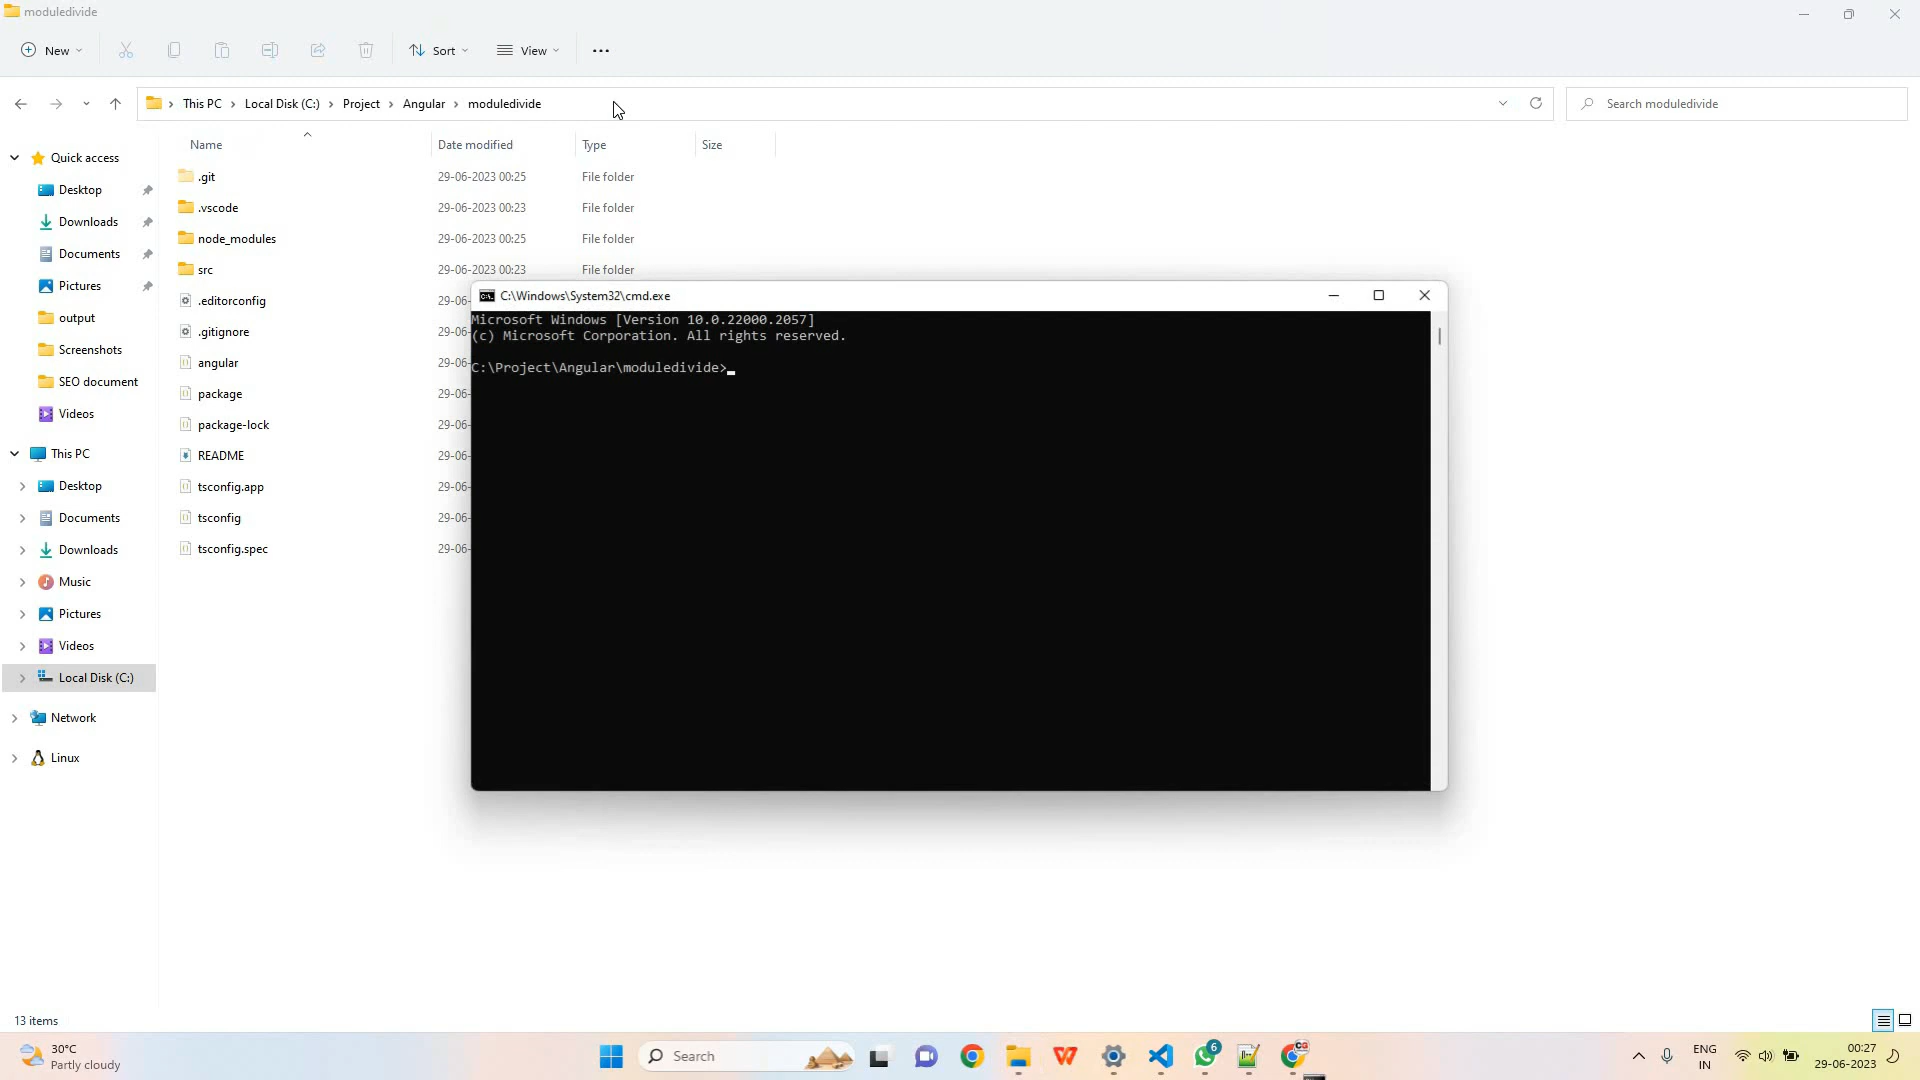 moduledivide
New
Sort
View
This PC > Local Disk (C:) > Project > Angular > moduledivide
Search moduledivide
Name Date modified Type Size
Quick access
Desktop
Downloads
Documents
Pictures
output
Screenshots
SEO document
Videos
This PC
Desktop
Documents
Downloads
Music
Pictures
Videos
Local Disk (C:)
Network
Linux
.git 29-06-2023 00:25 File folder
.vscode 29-06-2023 00:23 File folder
node_modules 29-06-2023 00:25 File folder
src 29-06-2023 00:23 File folder
.editorconfig 29-06-
.gitignore 29-06-
angular 29-06-
package 29-06-
package-lock 29-06-
README 29-06-
tsconfig.app 29-06-
tsconfig 29-06-
tsconfig.spec 29-06-
C:\Windows\System32\cmd.exe
Microsoft Windows [Version 10.0.22000.2057]
(c) Microsoft Corporation. All rights reserved.
C:\Project\Angular\moduledivide>
13 items
30°C
Partly cloudy
Search
6
CG
ENG
IN
00:27
29-06-2023